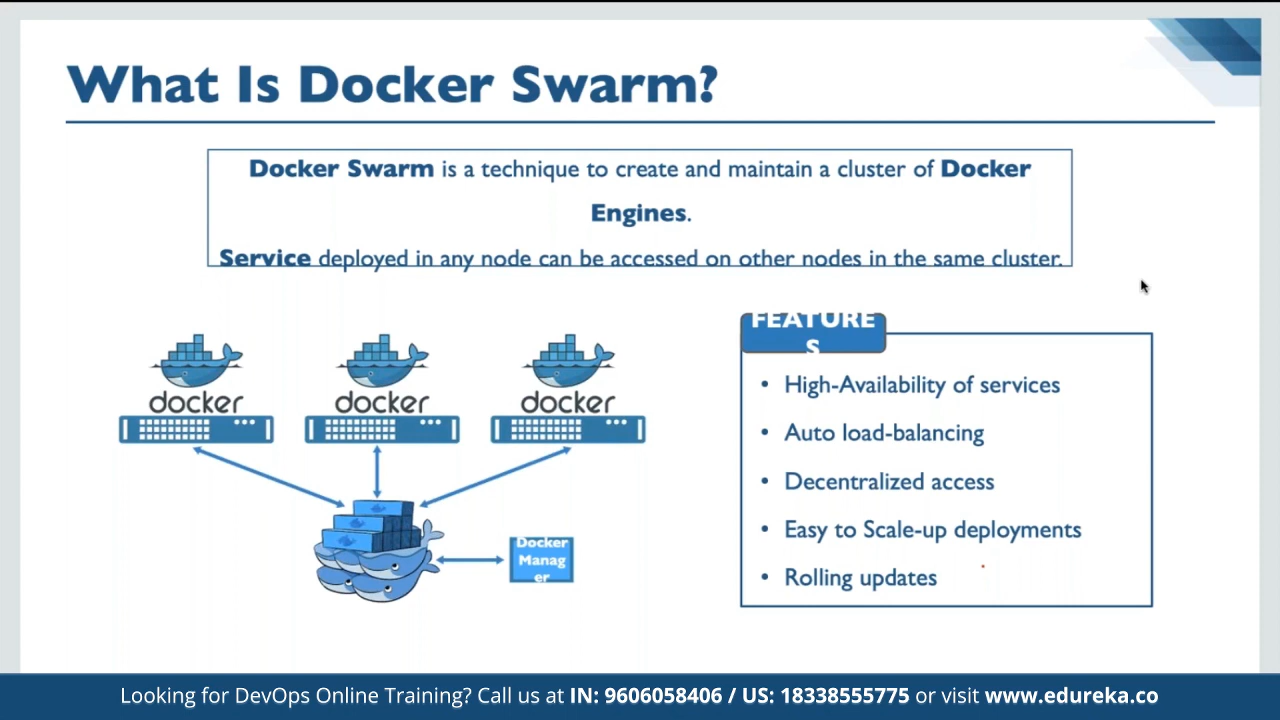 What Is Docker Swarm?
Docker Swarm is a technique to create and maintain a cluster of Docker
Engines.
Service deployed in any node can be accessed on other nodes in the same cluster.
docker
docker
docker
Docker
Manag
er
FEATURE
S
• High-Availability of services
• Auto load-balancing
• Decentralized access
• Easy to Scale-up deployments
• Rolling updates
Looking for DevOps Online Training? Call us at IN: 9606058406 / US: 18338555775 or visit www.edureka.co